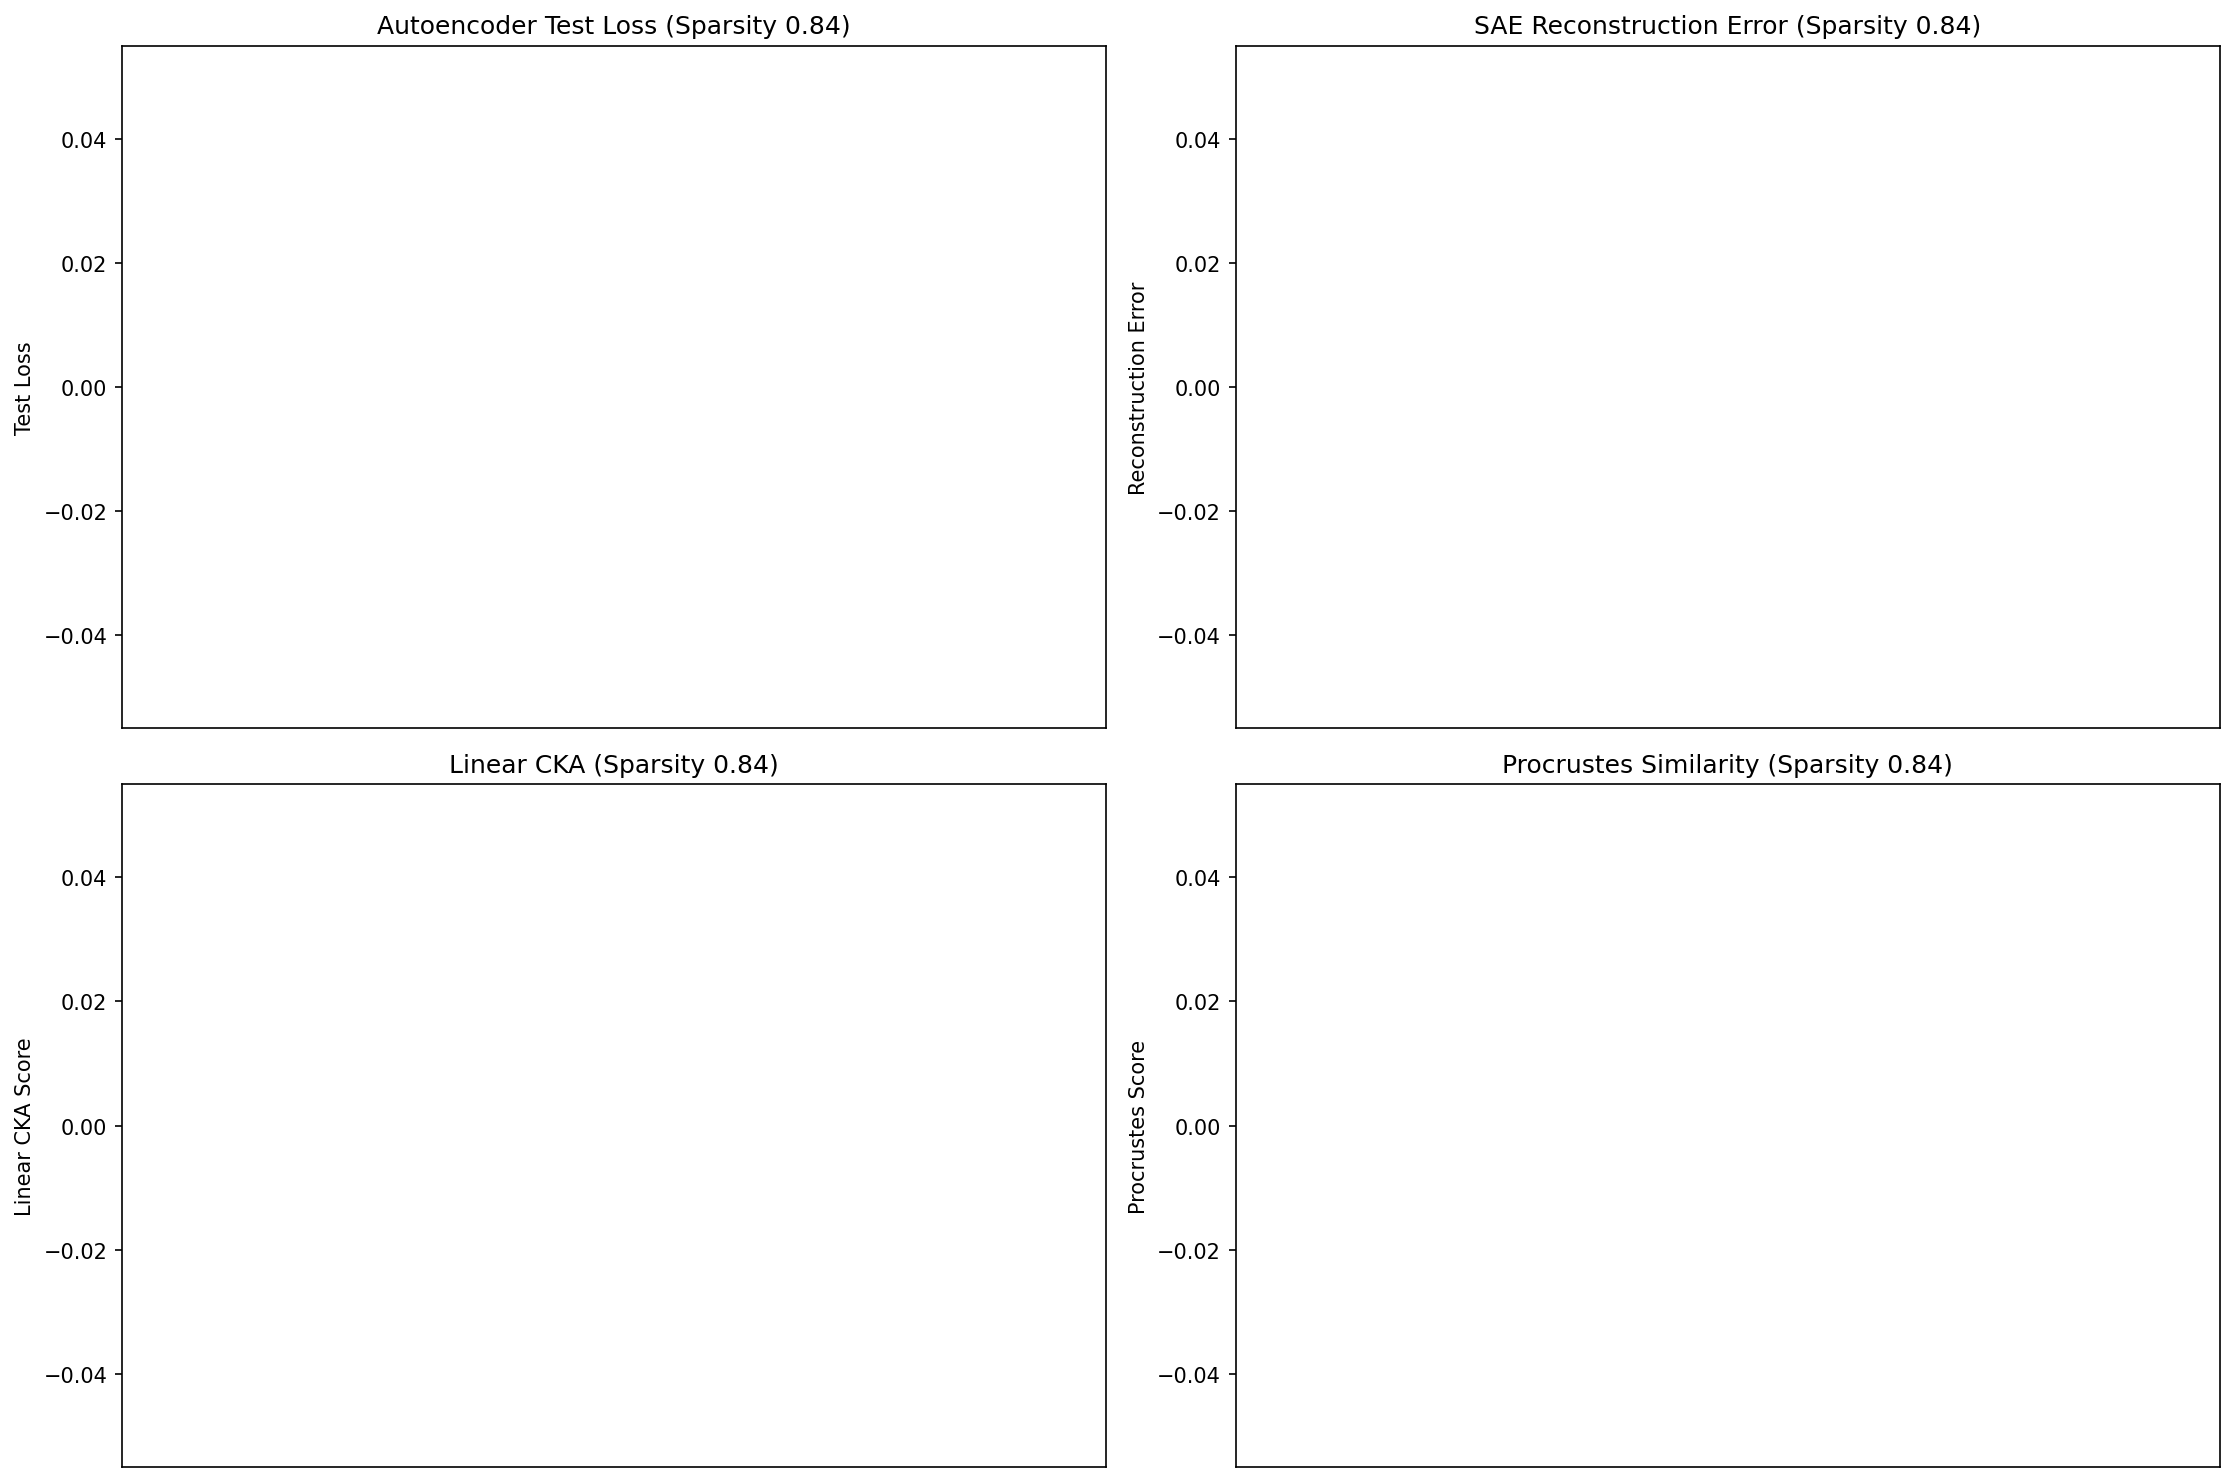 Autoencoder Test Loss (Sparsity 0.84)
Test Loss
0.04
0.02
0.00
−0.02
−0.04
SAE Reconstruction Error (Sparsity 0.84)
Reconstruction Error
0.04
0.02
0.00
−0.02
−0.04
Linear CKA (Sparsity 0.84)
Linear CKA Score
0.04
0.02
0.00
−0.02
−0.04
Procrustes Similarity (Sparsity 0.84)
Procrustes Score
0.04
0.02
0.00
−0.02
−0.04